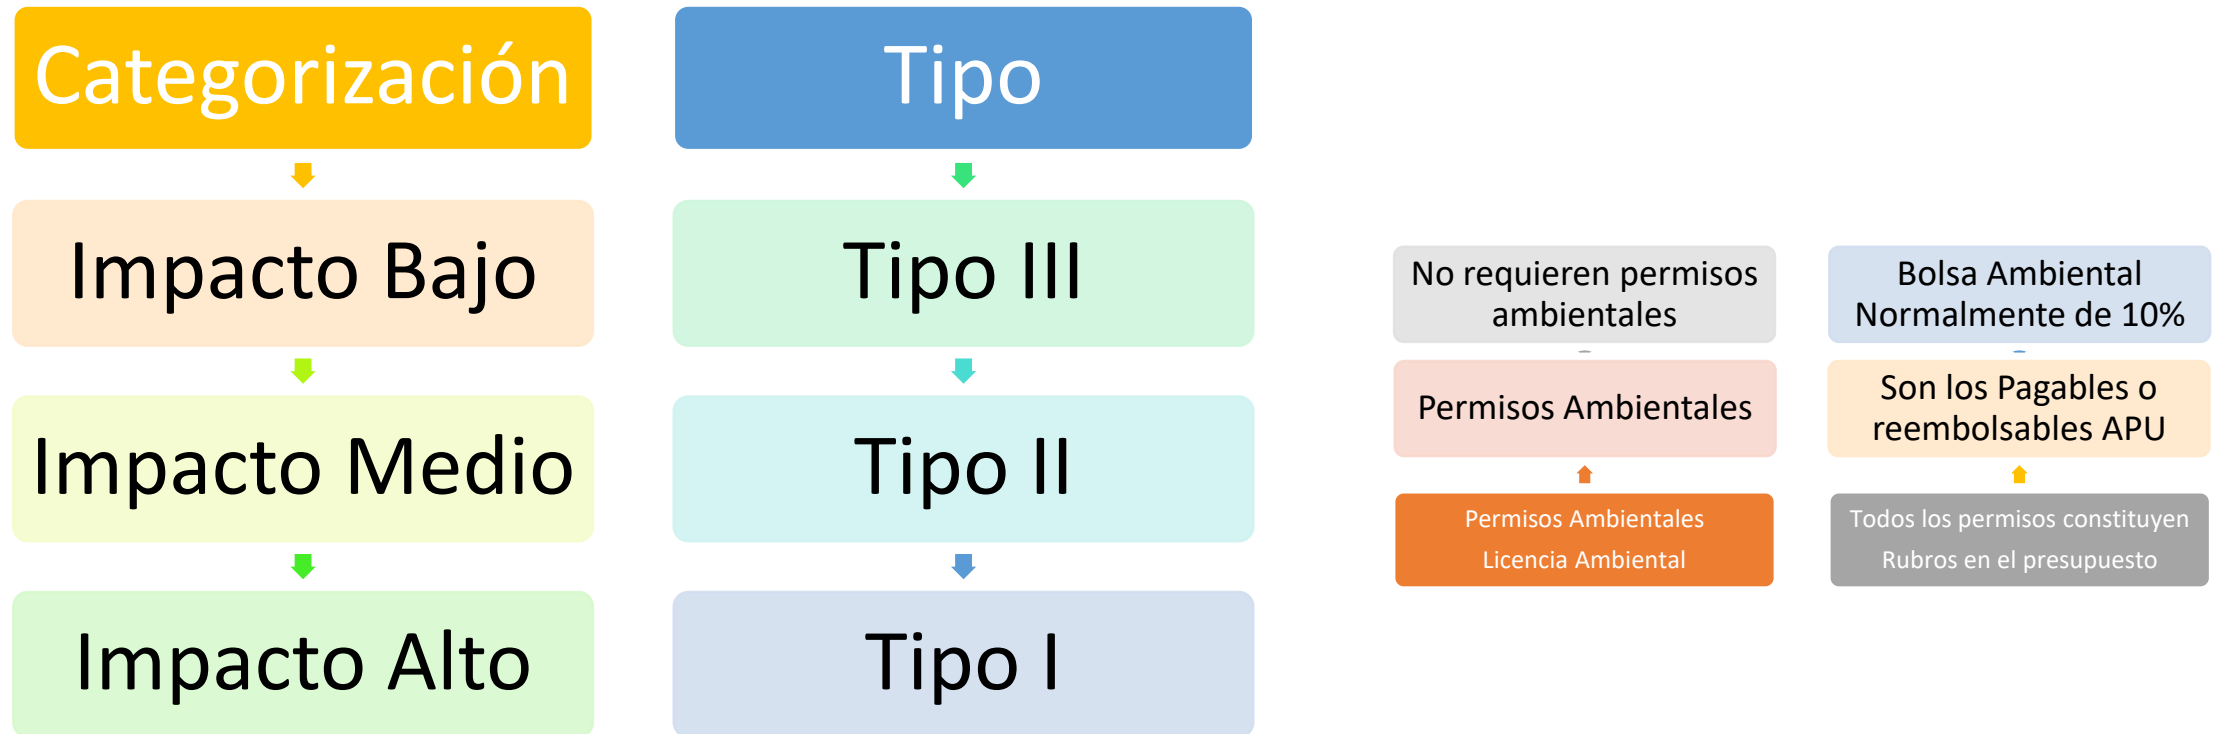 Categorización
Impacto Bajo
Impacto Medio
Impacto Alto
Tipo
Tipo III
Tipo II
Tipo I
No requieren permisos
ambientales
Permisos Ambientales
Permisos Ambientales
Licencia Ambiental
Bolsa Ambiental
Normalmente de 10%
Son los Pagables o
reembolsables APU
Todos los permisos constituyen
Rubros en el presupuesto